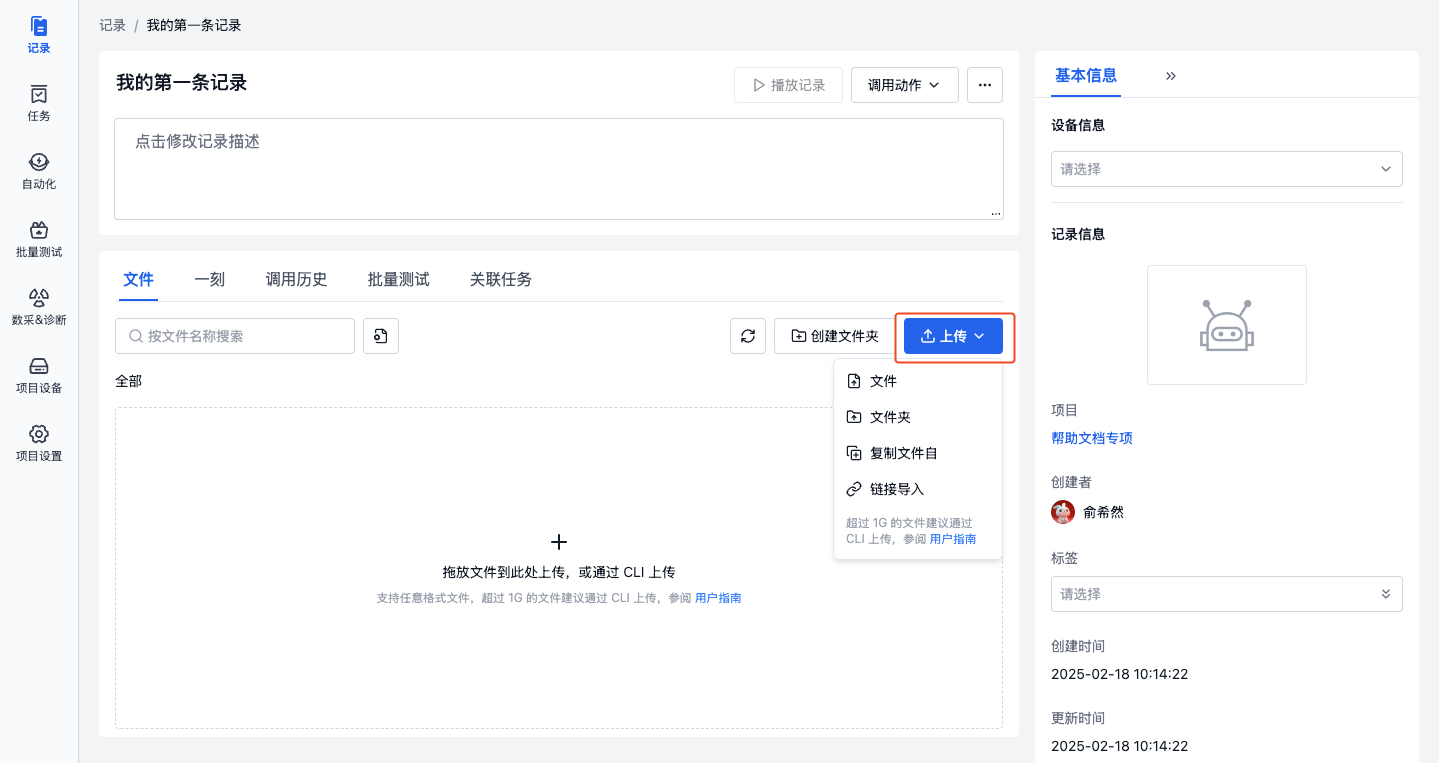 记录
任务
自动化
批量测试
数采&诊断
项目设备
项目设置
记录 / 我的第一条记录
我的第一条记录
播放记录
调用动作
点击修改记录描述
文件
一刻
调用历史
批量测试
关联任务
按文件名称搜索
创建文件夹
上传
全部
文件
文件夹
复制文件自
链接导入
超过 1G 的文件建议通过
CLI 上传，参阅 用户指南
拖放文件到此处上传，或通过 CLI 上传
支持任意格式文件，超过 1G 的文件建议通过 CLI 上传，参阅 用户指南
基本信息
设备信息
请选择
记录信息
项目
帮助文档专项
创建者
俞希然
标签
请选择
创建时间
2025-02-18 10:14:22
更新时间
2025-02-18 10:14:22